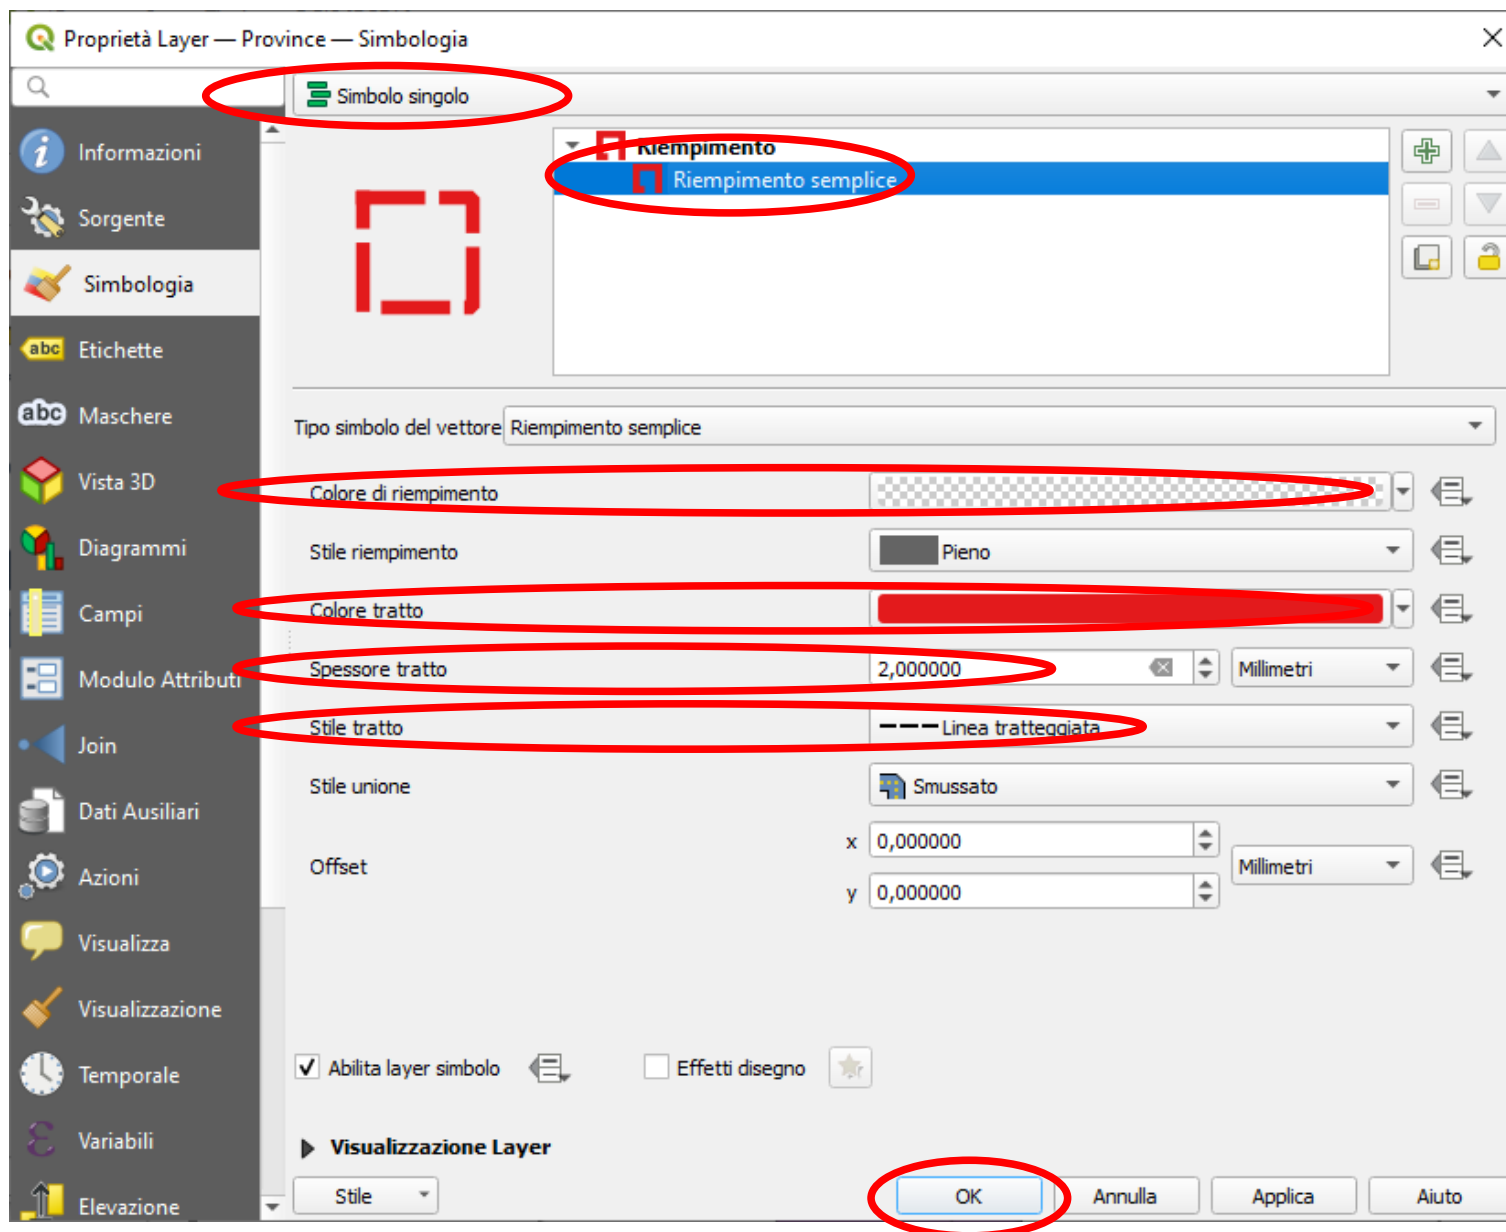 Proprietà Layer — Province — Simbologia
Simbolo singolo
Informazioni
Sorgente
Simbologia
abc Etichette
abc Maschere
Vista 3D
Diagrammi
Campi
Modulo Attributi
Join
Dati Ausiliari
Azioni
Visualizza
Visualizzazione
Temporale
Variabili
Elevazione
Riempimento
Riempimento semplice
Tipo simbolo del vettore Riempimento semplice
Colore di riempimento
Stile riempimento Pieno
Colore tratto
Spessore tratto 2,000000 Millimetri
Stile tratto Linea tratteggiata
Stile unione Smussato
Offset x 0,000000 Millimetri
y 0,000000
Abilita layer simbolo Effetti disegno
Visualizzazione Layer
Stile OK Annulla Applica Aiuto